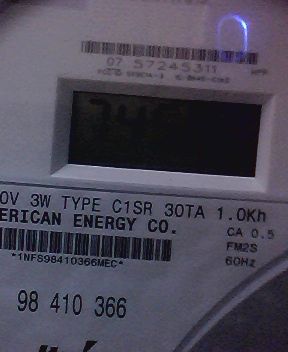 07 57245311
0V 3W TYPE C1SR 30TA 1.0Kh
ERICAN ENERGY CO.
CA 0.5
FM2S
60Hz
*1NFS98410366MEC*
98 410 366